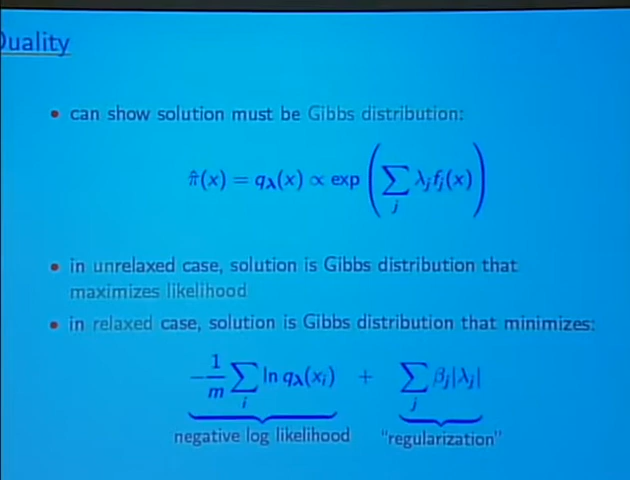 Duality
• can show solution must be Gibbs distribution:
π̂(x) = q_λ(x) ∝ exp ( ∑_j λ_j f_j(x) )
• in unrelaxed case, solution is Gibbs distribution that
maximizes likelihood
• in relaxed case, solution is Gibbs distribution that minimizes:
−1/m ∑_i ln q_λ(x_i) + ∑_j β_j|λ_j|
negative log likelihood "regularization"